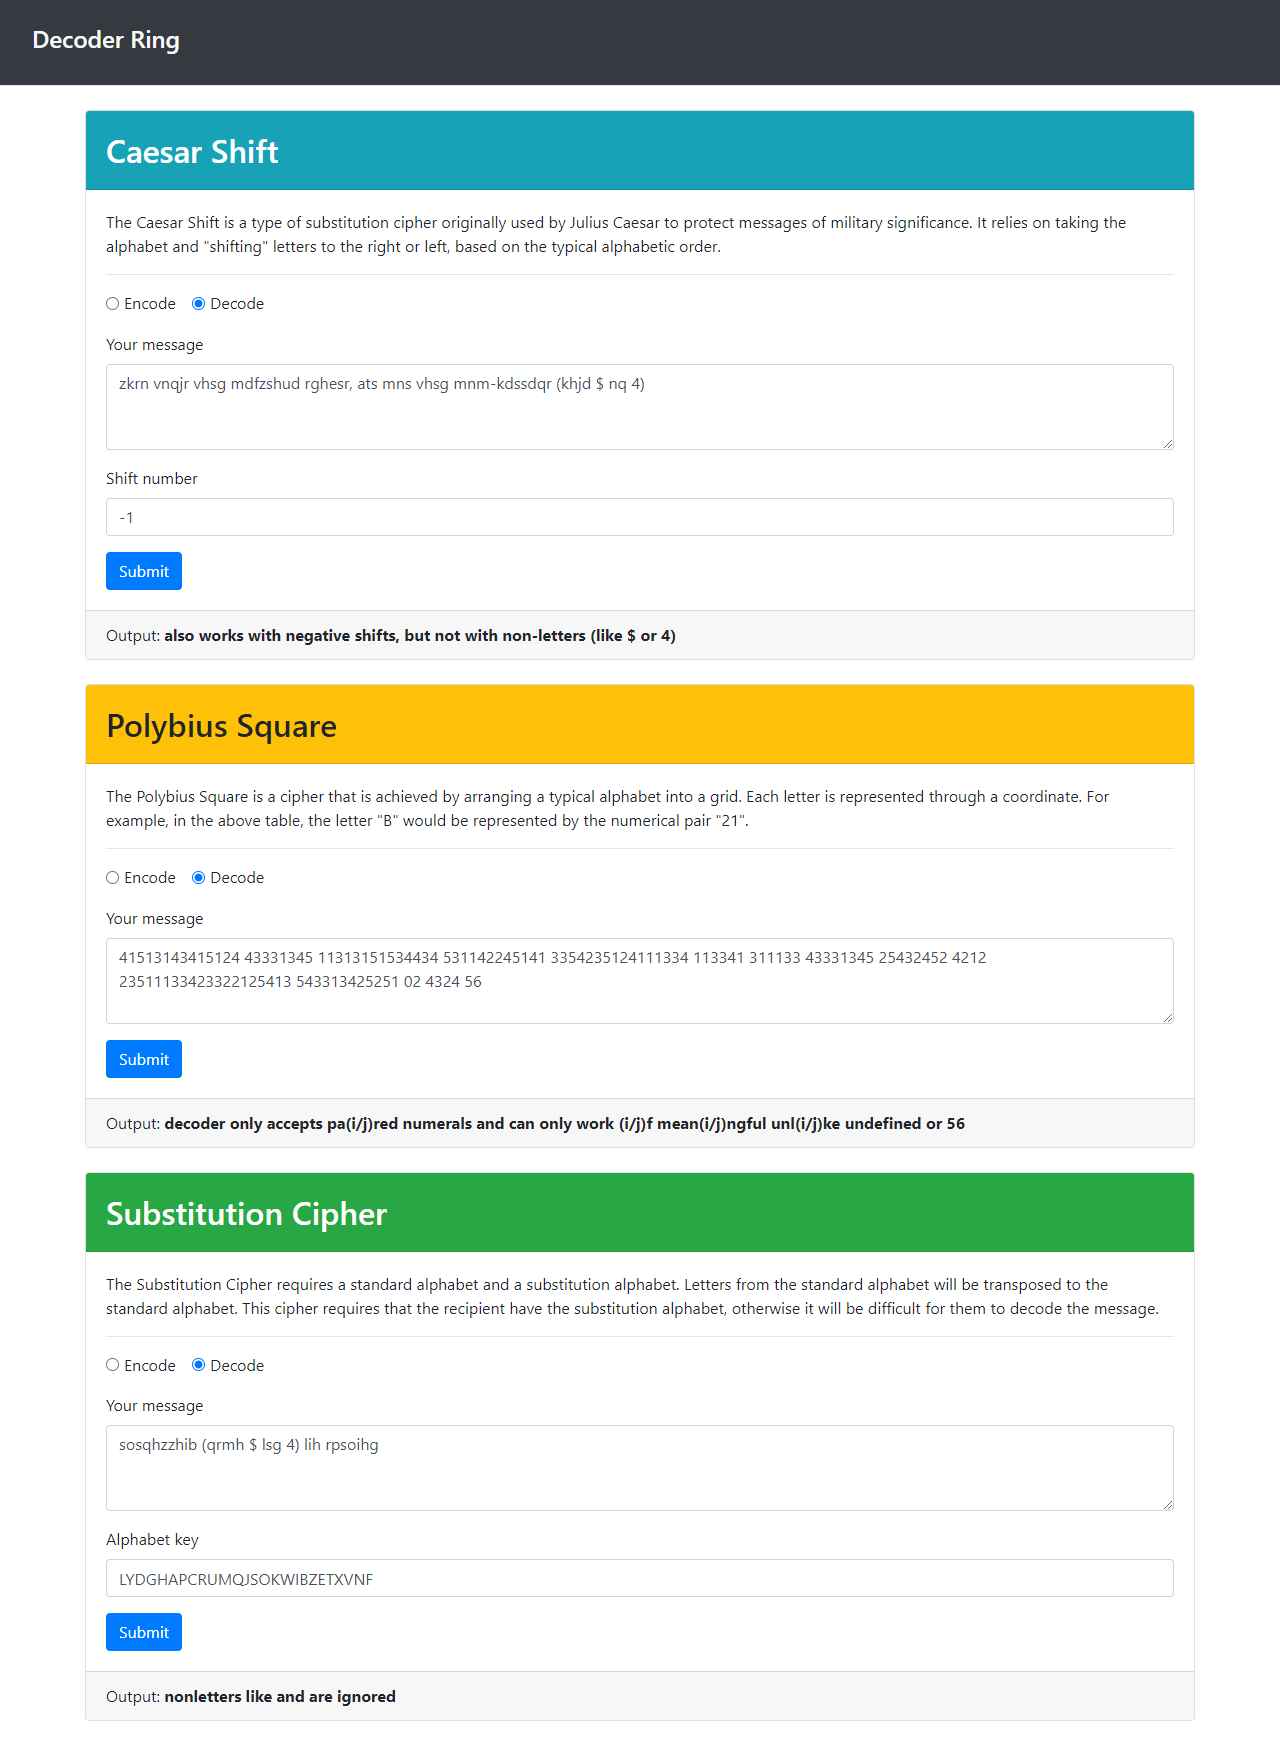 Decoder Ring
Caesar Shift
The Caesar Shift is a type of substitution cipher originally used by Julius Caesar to protect messages of military significance. It relies on taking the
alphabet and "shifting" letters to the right or left, based on the typical alphabetic order.
Encode Decode
Your message
zkrn vnqjr vhsg mdfzshud rghesr, ats mns vhsg mnm-kdssdqr (khjd $ nq 4)
Shift number
-1
Submit
Output: also works with negative shifts, but not with non-letters (like $ or 4)
Polybius Square
The Polybius Square is a cipher that is achieved by arranging a typical alphabet into a grid. Each letter is represented through a coordinate. For
example, in the above table, the letter "B" would be represented by the numerical pair "21".
Encode Decode
Your message
41513143415124 43331345 11313151534434 531142245141 3354235124111334 113341 311133 43331345 25432452 4212
23511133423322125413 543313425251 02 4324 56
Submit
Output: decoder only accepts pa(i/j)red numerals and can only work (i/j)f mean(i/j)ngful unl(i/j)ke undefined or 56
Substitution Cipher
The Substitution Cipher requires a standard alphabet and a substitution alphabet. Letters from the standard alphabet will be transposed to the
standard alphabet. This cipher requires that the recipient have the substitution alphabet, otherwise it will be difficult for them to decode the message.
Encode Decode
Your message
sosqhzzhib (qrmh $ lsg 4) lih rpsoihg
Alphabet key
LYDGHAPCRUMQJSOKWIBZETXVNF
Submit
Output: nonletters like and are ignored